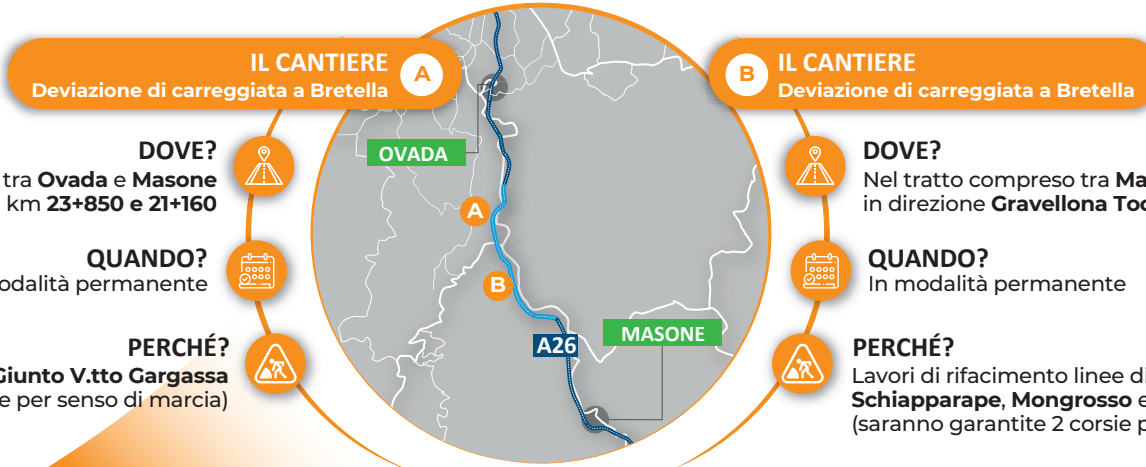 IL CANTIERE
Deviazione di carreggiata a Bretella
A
DOVE?
tra Ovada e Masone
km 23+850 e 21+160
QUANDO?
odalità permanente
PERCHÉ?
Giunto V.tto Gargassa
e per senso di marcia)
OVADA
A
B
A26
MASONE
B
IL CANTIERE
Deviazione di carreggiata a Bretella
DOVE?
Nel tratto compreso tra Ma
in direzione Gravellona Toc
QUANDO?
In modalità permanente
PERCHÉ?
Lavori di rifacimento linee di
Schiapparape, Mongrosso e
(saranno garantite 2 corsie p